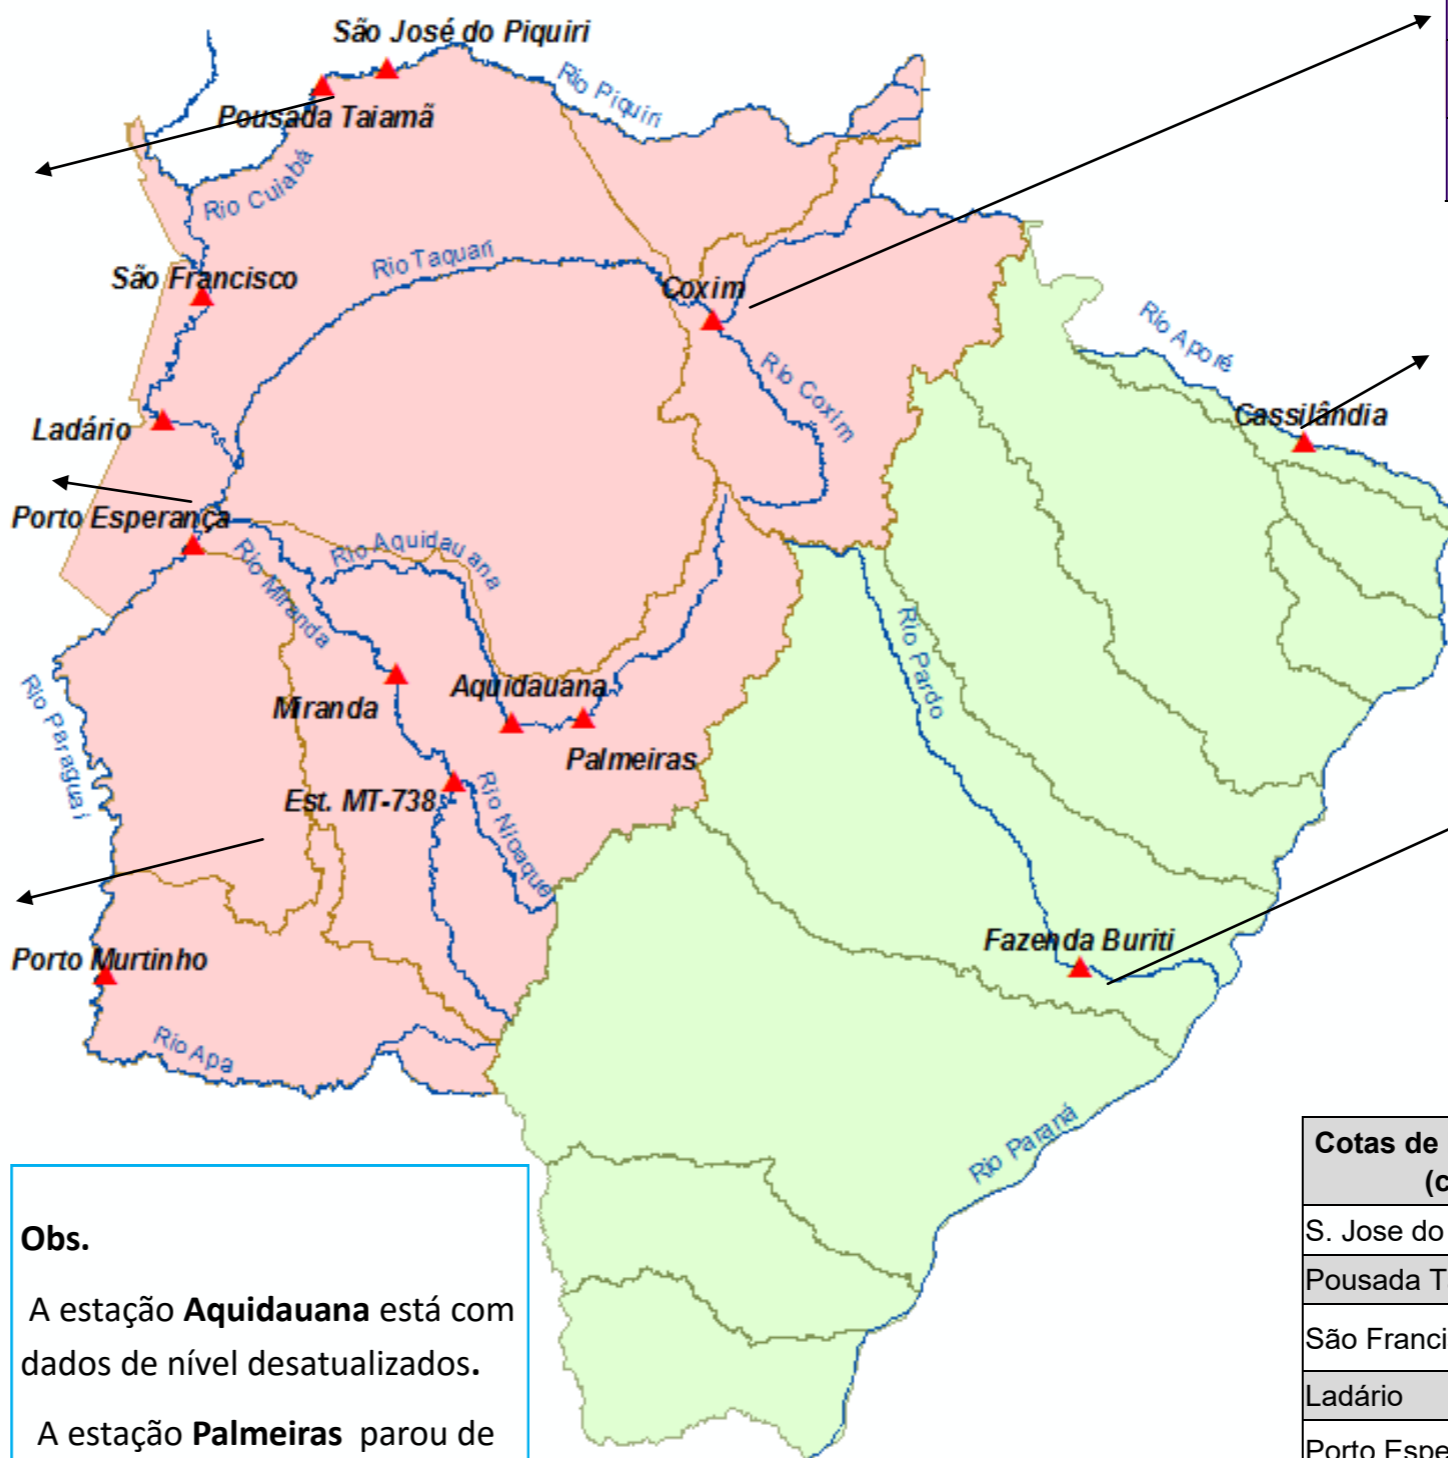 São José do Piquiri
Rio Piquiri
Pousada Taiamã
Rio Cuiabá
Rio Taquari
São Francisco
Coxim
Rio Aporé
Rio Coxim
Cassilândia
Ladário
Porto Esperança
Rio Aquidauana
Rio Miranda
Rio Pardo
Rio Paraguai
Aquidauana
Miranda
Palmeiras
Est. MT-738
Rio Nioaque
Fazenda Buriti
Porto Murtinho
Rio Apa
Rio Paraná
Obs.
A estação Aquidauana está com
dados de nível desatualizados.
A estação Palmeiras parou de
Cotas de
(c
S. Jose do
Pousada T
São Franci
Ladário
Porto Espe